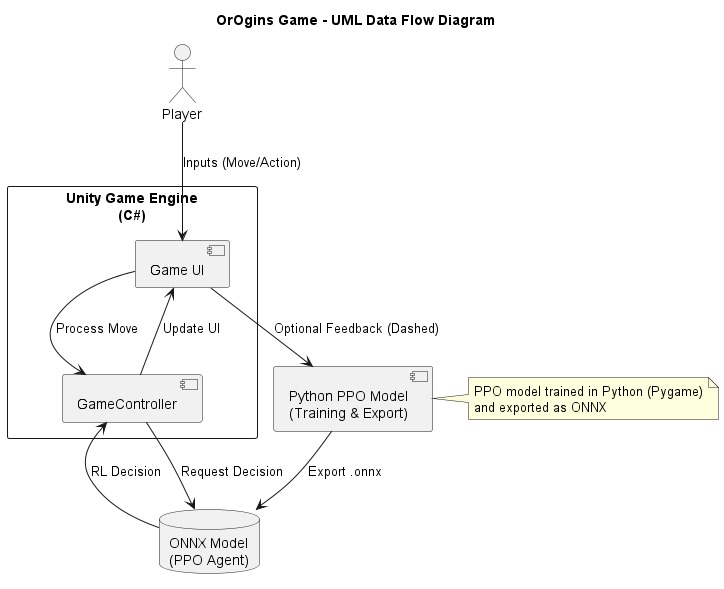 OrOgins Game - UML Data Flow Diagram
Player
Inputs (Move/Action)
Unity Game Engine
(C#)
Game UI
Process Move
Update UI
Optional Feedback (Dashed)
GameController
Python PPO Model
(Training & Export)
PPO model trained in Python (Pygame)
and exported as ONNX
RL Decision
Request Decision
Export .onnx
ONNX Model
(PPO Agent)